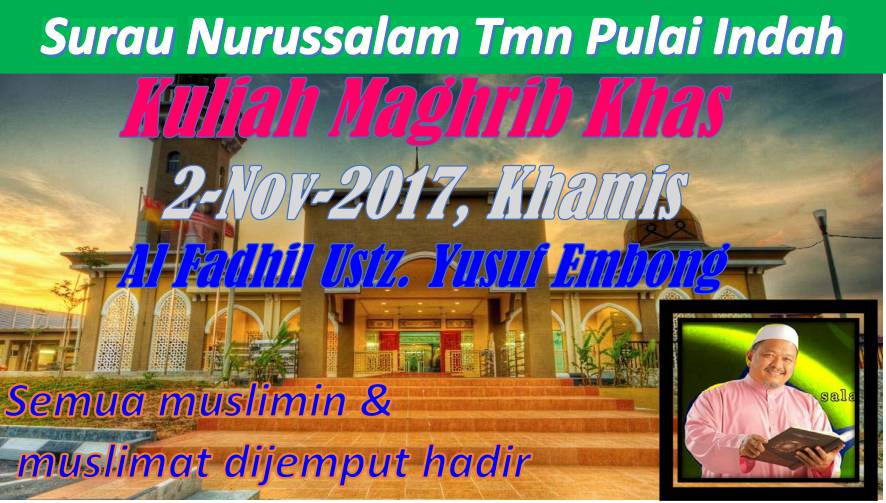 Surau Nurussalam Tmn Pulai Indah
Kuliah Maghrib Khas
2-Nov-2017, Khamis
Al Fadhil Ustz. Yusuf Embong
Semua muslimin &
muslimat dijemput hadir
sala